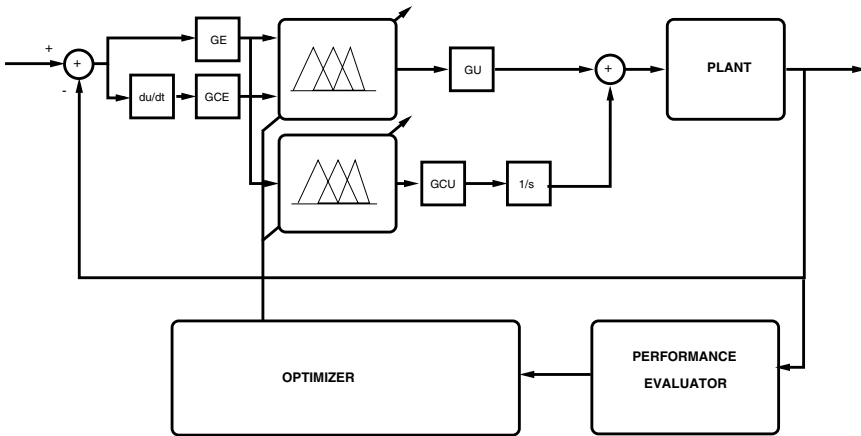 +
+
-
GE
du/dt
GCE
GU
+
PLANT
GCU
1/s
OPTIMIZER
PERFORMANCE
EVALUATOR